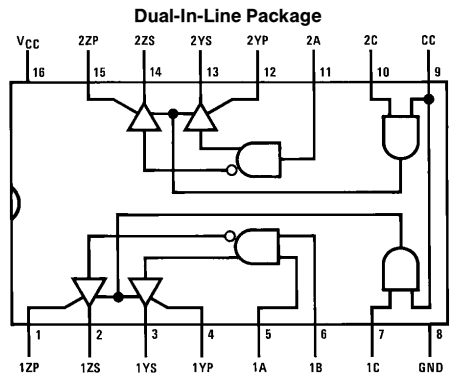 Dual-In-Line Package
VCC 2ZP 2ZS 2YS 2YP 2A 2C CC
16 15 14 13 12 11 10 9
1 2 3 4 5 6 7 8
1ZP 1ZS 1YS 1YP 1A 1B 1C GND